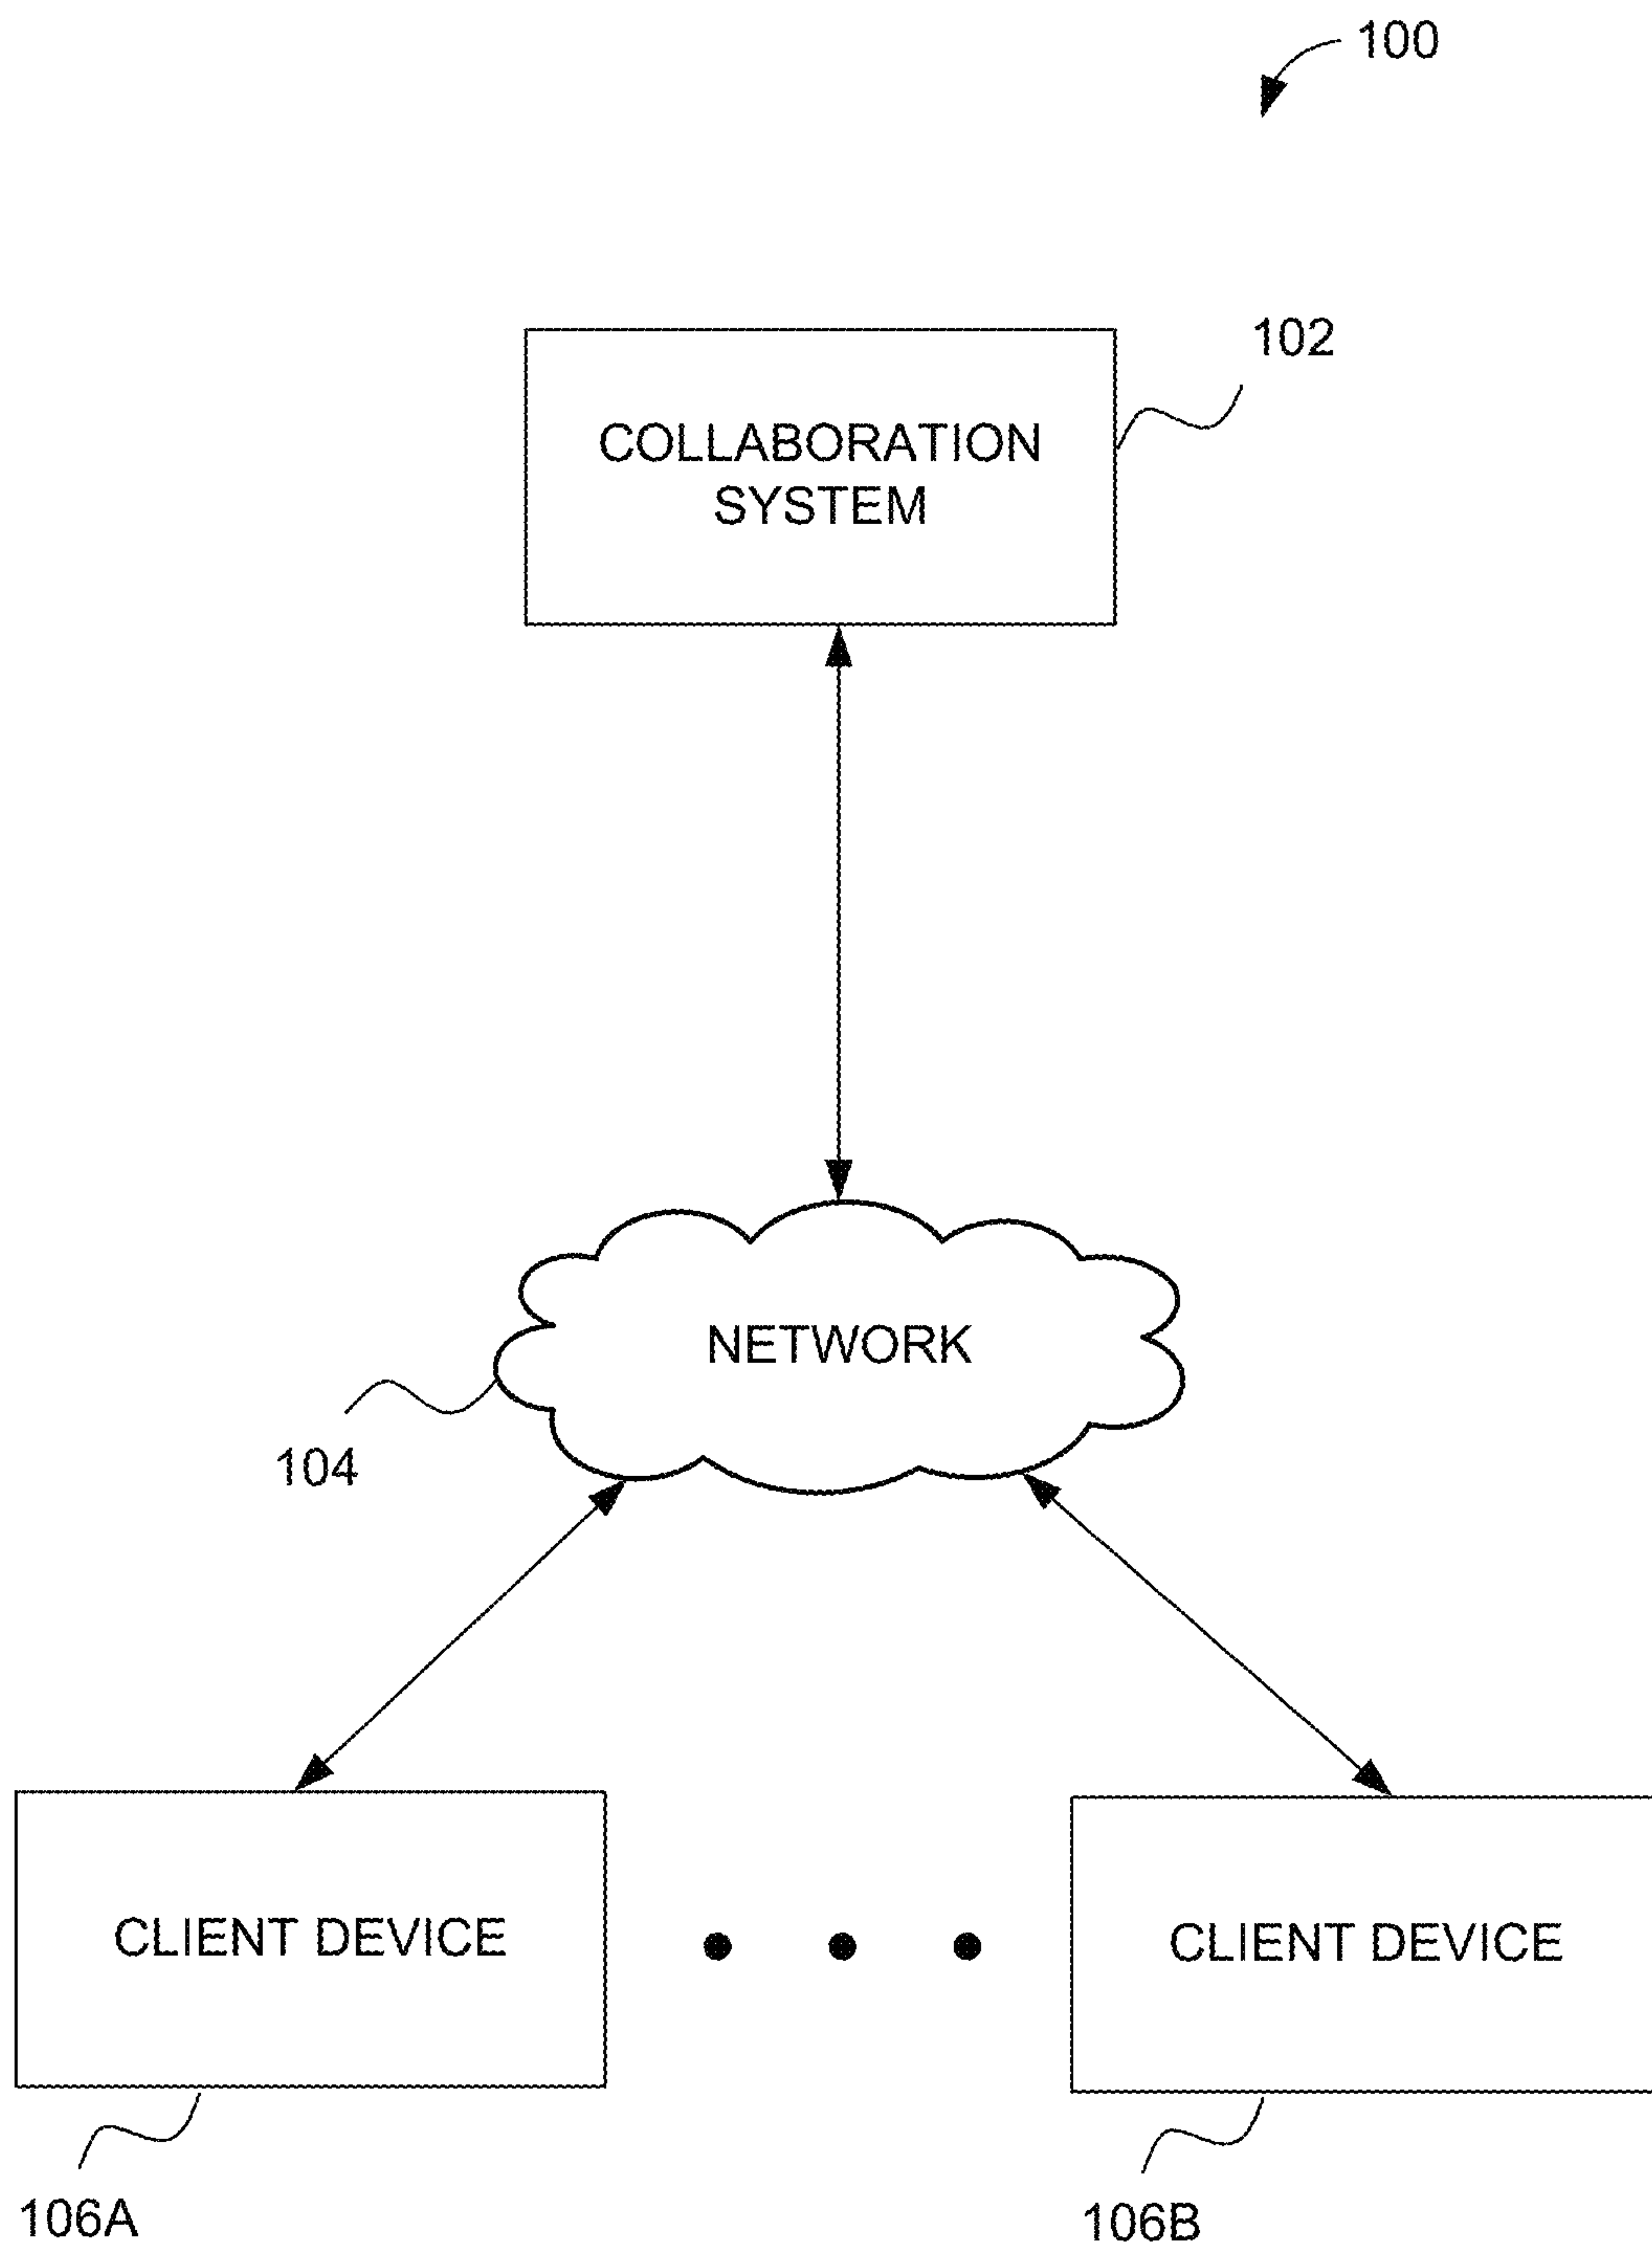 100
102
COLLABORATION
SYSTEM
NETWORK
104
CLIENT DEVICE
CLIENT DEVICE
106A
106B